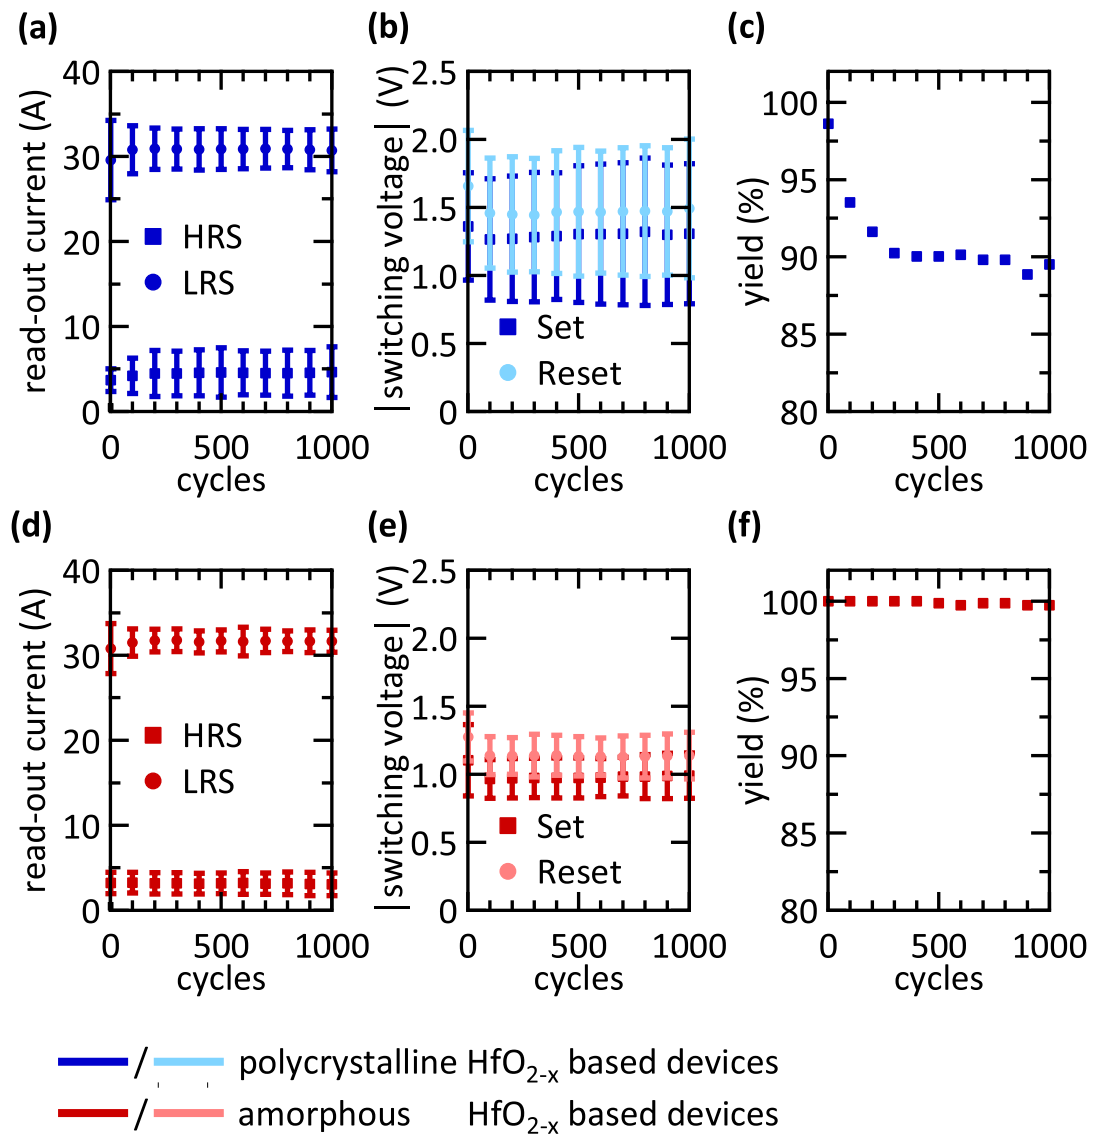 (a)
read-out current (A)
40
30
20
10
0
HRS
LRS
0 500 1000
cycles
(b)
|switching voltage| (V)
2.5
2.0
1.5
1.0
0.5
0
Set
Reset
0 500 1000
cycles
(c)
yield (%)
100
95
90
85
80
0 500 1000
cycles
(d)
read-out current (A)
40
30
20
10
0
HRS
LRS
0 500 1000
cycles
(e)
|switching voltage| (V)
2.5
2.0
1.5
1.0
0.5
0
Set
Reset
0 500 1000
cycles
(f)
yield (%)
100
95
90
85
80
0 500 1000
cycles
/ polycrystalline HfO2-x based devices
/ amorphous HfO2-x based devices